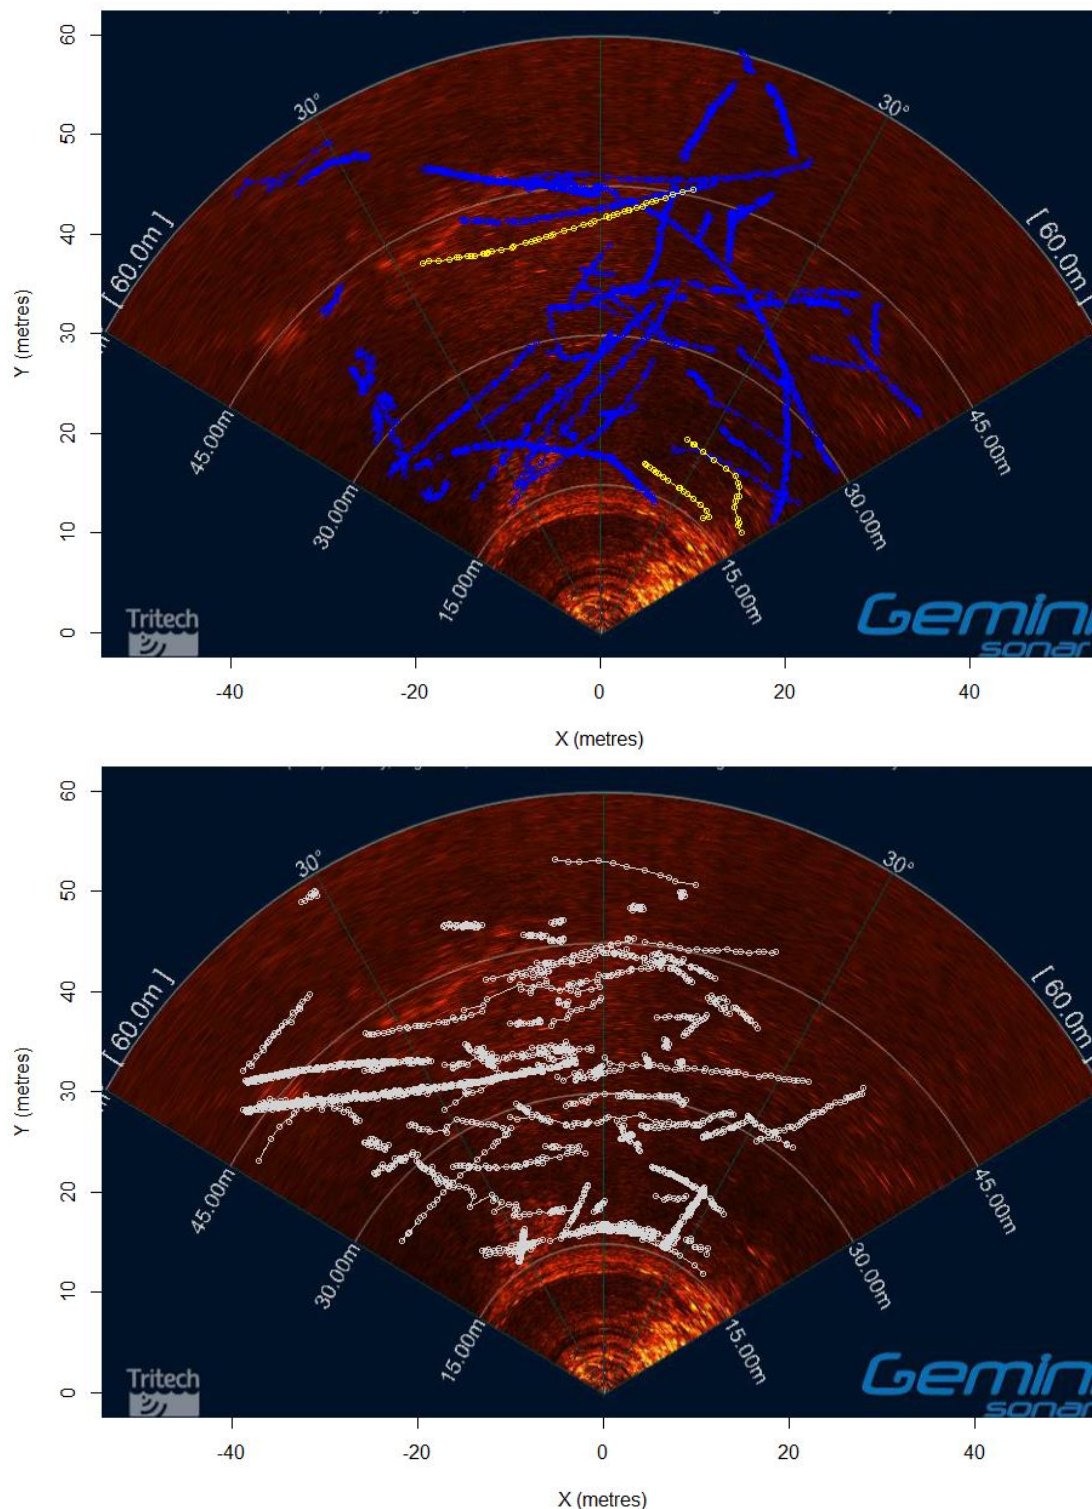 60
50
40
30
20
10
0
Y (metres)
30°
30°
[ 60.0m ]
[ 60.0m
45.00m
45.00m
30.00m
30.00m
15.00m
15.00m
Tritech
Gemini
sonar
-40
-20
0
20
40
X (metres)
60
50
40
30
20
10
0
Y (metres)
30°
30°
[ 60.0m ]
[ 60.0m
45.00m
45.00m
30.00m
30.00m
15.00m
15.00m
Tritech
Gemini
sonar
-40
-20
0
20
40
X (metres)